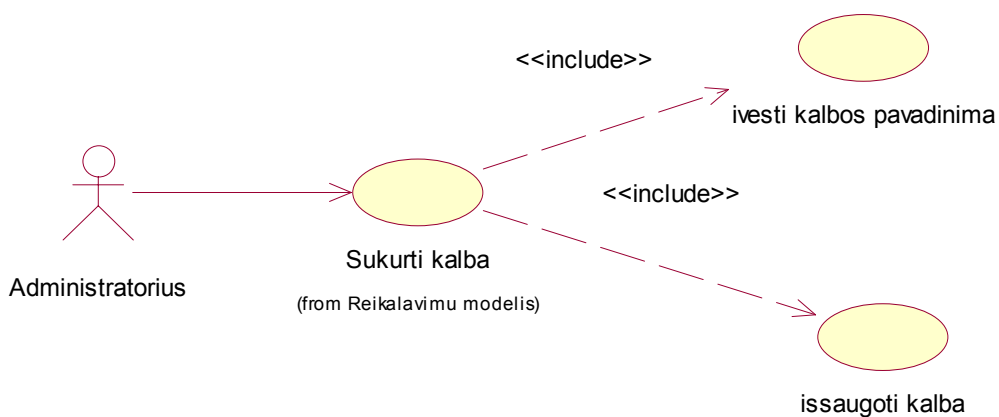 <<include>>
ivesti kalbos pavadinima
<<include>>
Sukurti kalba
(from Reikalavimu modelis)
Administratorius
issaugoti kalba